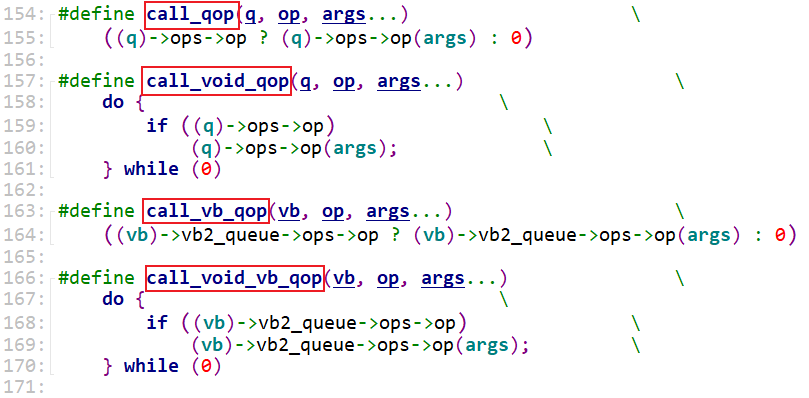 154: #define call_qop(q, op, args...) \
155: ((q)->ops->op ? (q)->ops->op(args) : 0)
156:
157: #define call_void_qop(q, op, args...) \
158: do { \
159: if ((q)->ops->op) \
160: (q)->ops->op(args); \
161: } while (0)
162:
163: #define call_vb_qop(vb, op, args...) \
164: ((vb)->vb2_queue->ops->op ? (vb)->vb2_queue->ops->op(args) : 0)
165:
166: #define call_void_vb_qop(vb, op, args...) \
167: do { \
168: if ((vb)->vb2_queue->ops->op) \
169: (vb)->vb2_queue->ops->op(args); \
170: } while (0)
171: